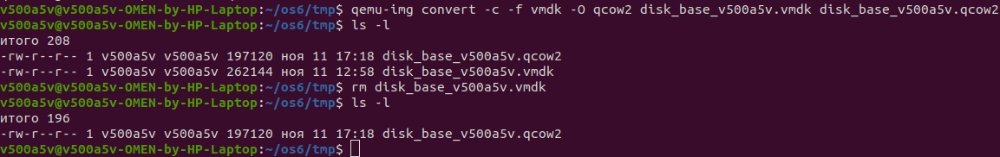 v500a5v@v500a5v-OMEN-by-HP-Laptop:~/os6/tmp$ qemu-img convert -c -f vmdk -O qcow2 disk_base_v500a5v.vmdk disk_base_v500a5v.qcow2
v500a5v@v500a5v-OMEN-by-HP-Laptop:~/os6/tmp$ ls -l
итого 208
-rw-r--r-- 1 v500a5v v500a5v 197120 ноя 11 17:18 disk_base_v500a5v.qcow2
-rw-r--r-- 1 v500a5v v500a5v 262144 ноя 11 12:58 disk_base_v500a5v.vmdk
v500a5v@v500a5v-OMEN-by-HP-Laptop:~/os6/tmp$ rm disk_base_v500a5v.vmdk
v500a5v@v500a5v-OMEN-by-HP-Laptop:~/os6/tmp$ ls -l
итого 196
-rw-r--r-- 1 v500a5v v500a5v 197120 ноя 11 17:18 disk_base_v500a5v.qcow2
v500a5v@v500a5v-OMEN-by-HP-Laptop:~/os6/tmp$